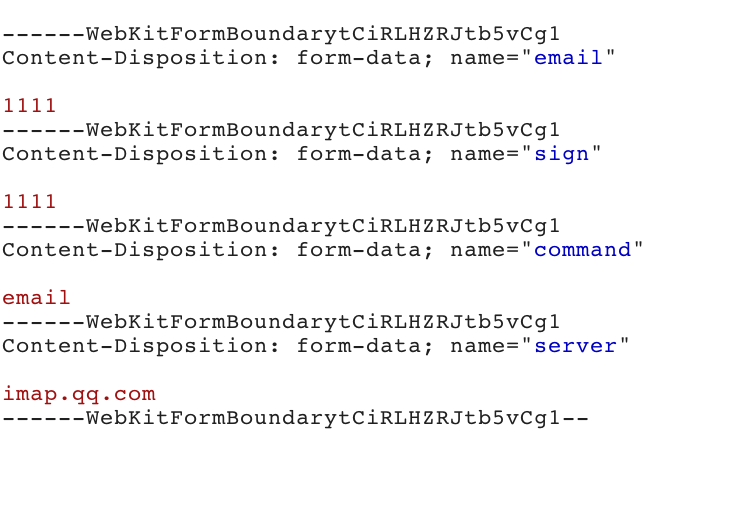 ------WebKitFormBoundarytCiRLHZRJtb5vCg1
Content-Disposition: form-data; name="email"
1111
------WebKitFormBoundarytCiRLHZRJtb5vCg1
Content-Disposition: form-data; name="sign"
1111
------WebKitFormBoundarytCiRLHZRJtb5vCg1
Content-Disposition: form-data; name="command"
email
------WebKitFormBoundarytCiRLHZRJtb5vCg1
Content-Disposition: form-data; name="server"
imap.qq.com
------WebKitFormBoundarytCiRLHZRJtb5vCg1--